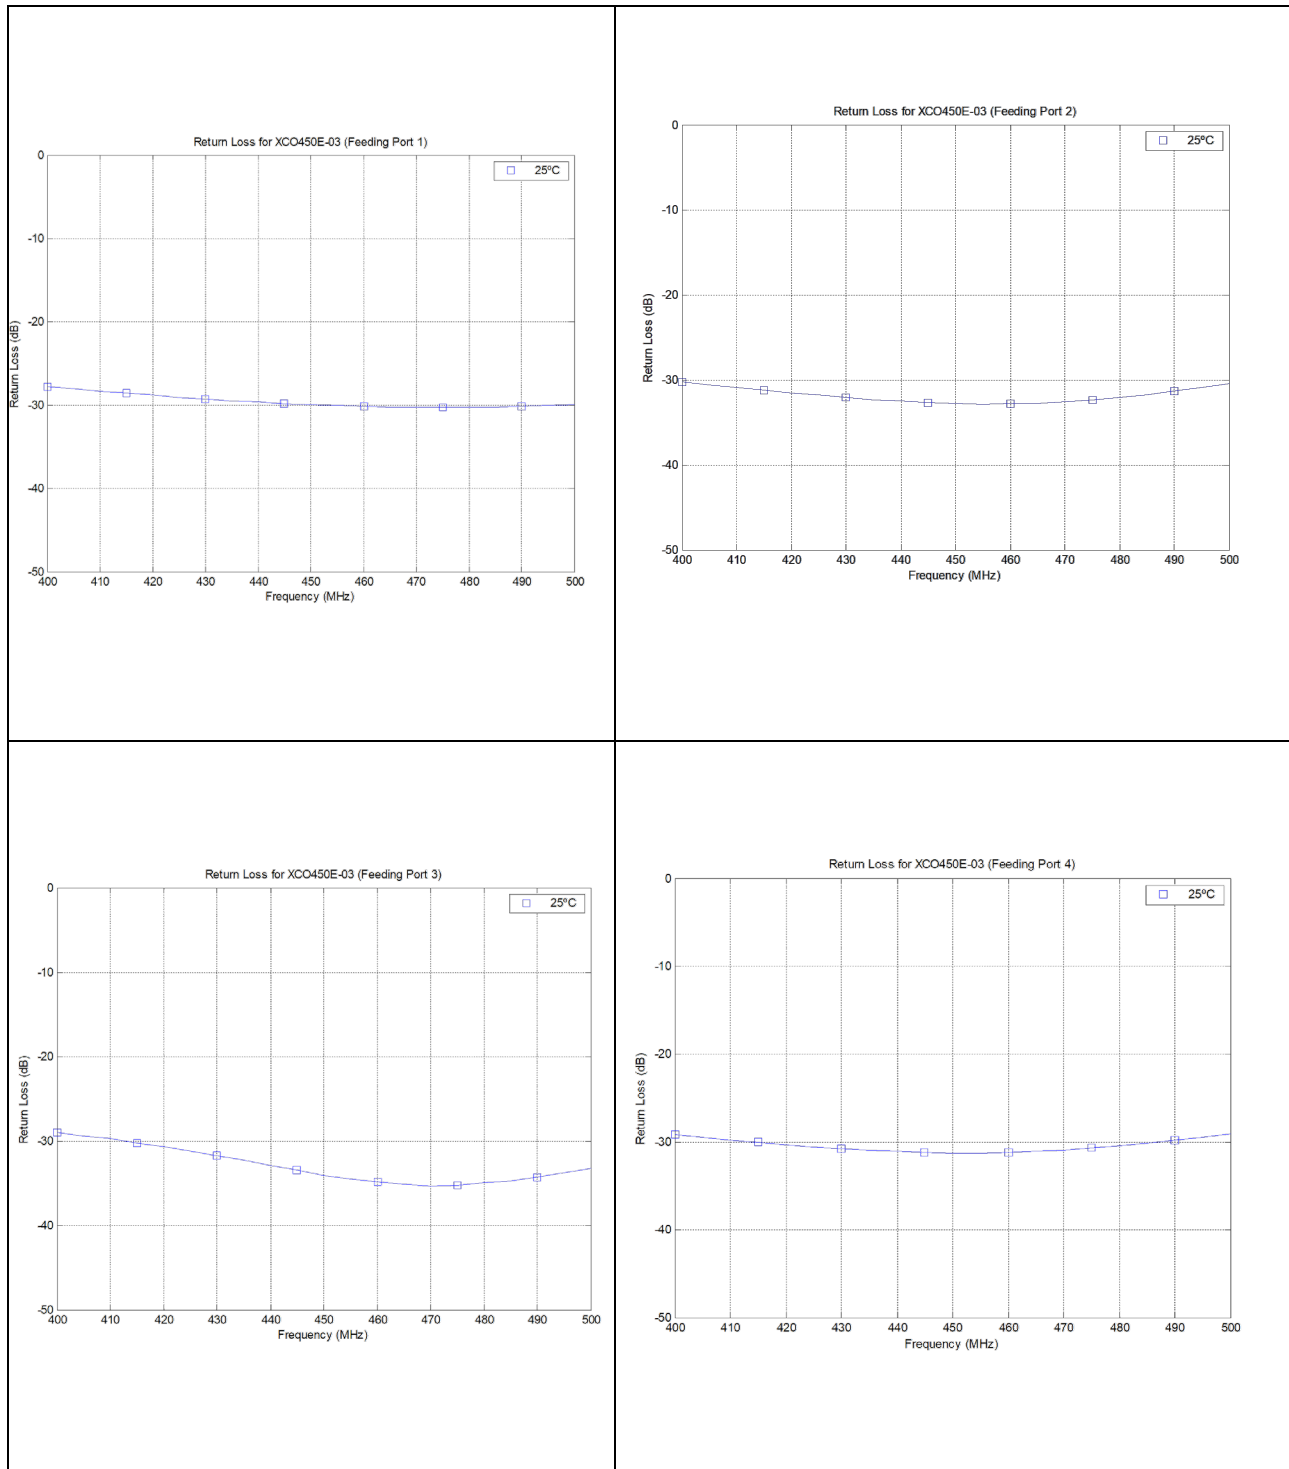 Return Loss for XCO450E-03 (Feeding Port 1)
25ºC
0
-10
-20
-30
-40
-50
Return Loss (dB)
400 410 420 430 440 450 460 470 480 490 500
Frequency (MHz)
Return Loss for XCO450E-03 (Feeding Port 2)
25ºC
0
-10
-20
-30
-40
-50
Return Loss (dB)
400 410 420 430 440 450 460 470 480 490 500
Frequency (MHz)
Return Loss for XCO450E-03 (Feeding Port 3)
25ºC
0
-10
-20
-30
-40
-50
Return Loss (dB)
400 410 420 430 440 450 460 470 480 490 500
Frequency (MHz)
Return Loss for XCO450E-03 (Feeding Port 4)
25ºC
0
-10
-20
-30
-40
-50
Return Loss (dB)
400 410 420 430 440 450 460 470 480 490 500
Frequency (MHz)